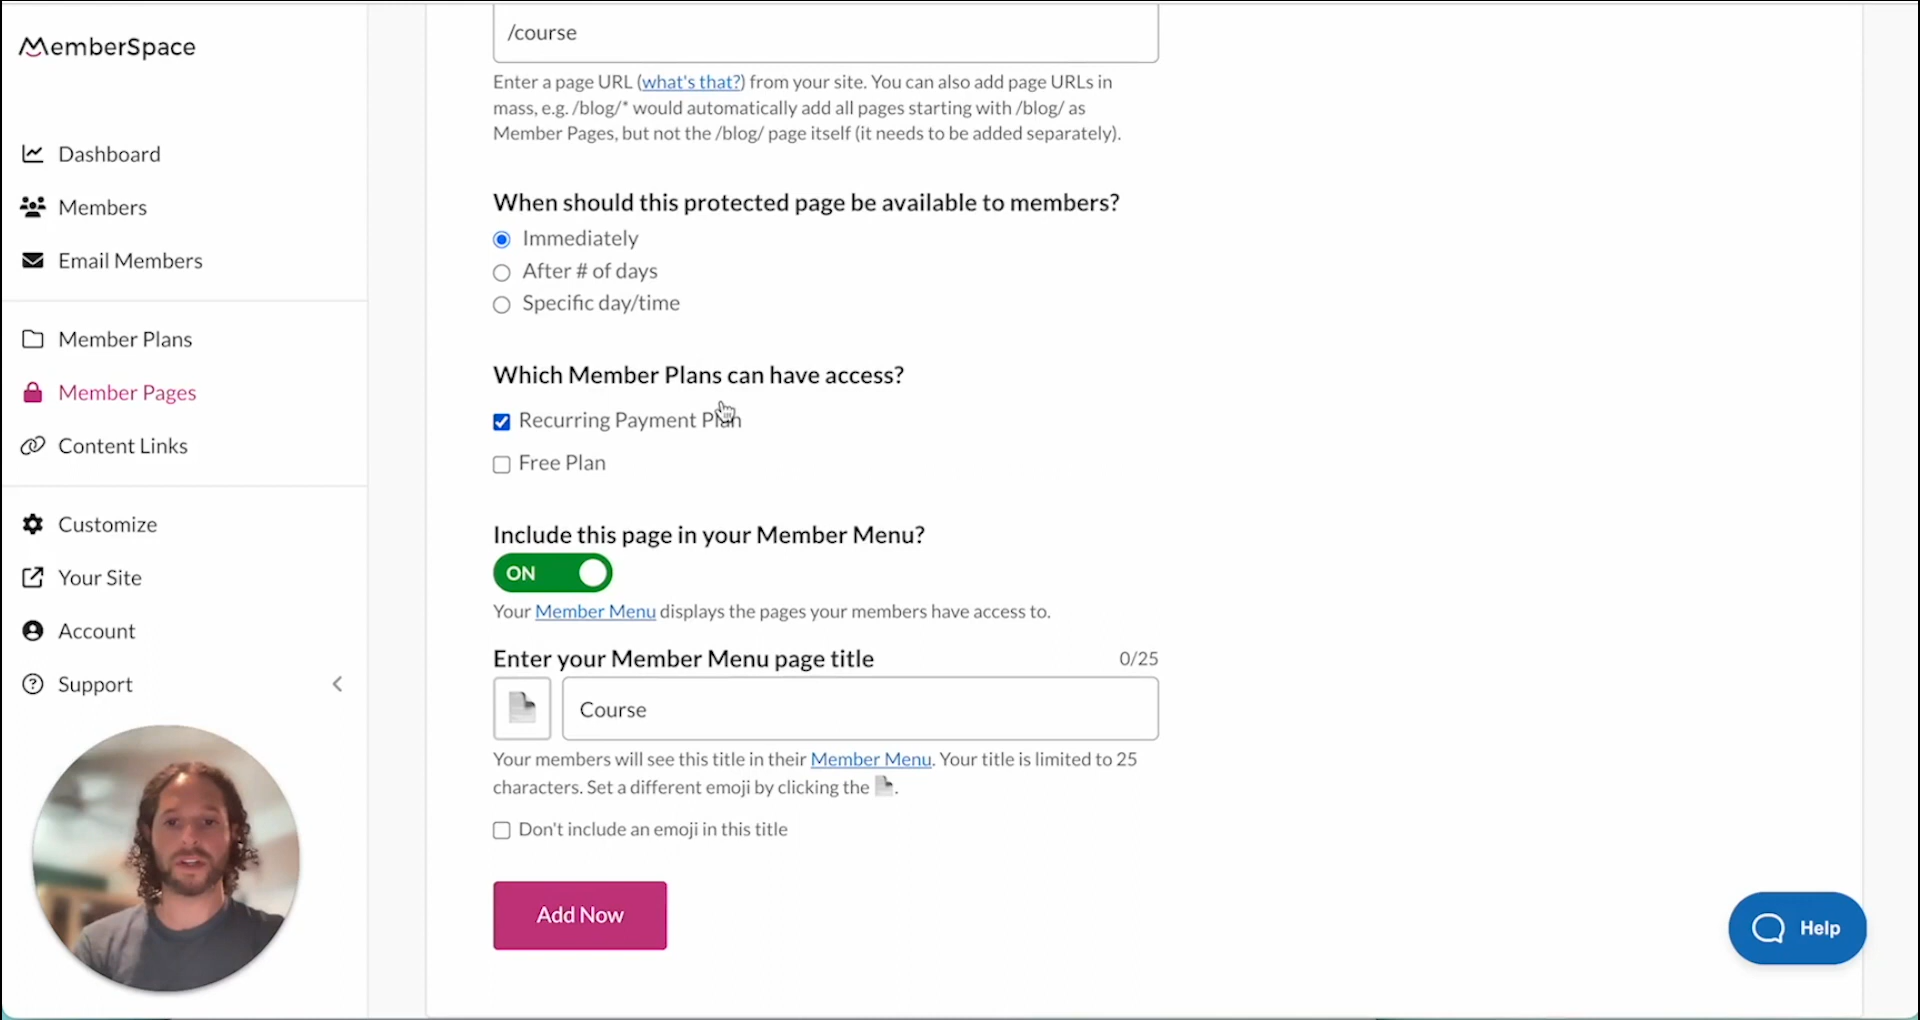 MemberSpace
Dashboard
Members
Email Members
Member Plans
Member Pages
Content Links
Customize
Your Site
Account
Support
/course
Enter a page URL (what's that?) from your site. You can also add page URLs in
mass, e.g. /blog/* would automatically add all pages starting with /blog/ as
Member Pages, but not the /blog/ page itself (it needs to be added separately).
When should this protected page be available to members?
Immediately
After # of days
Specific day/time
Which Member Plans can have access?
Recurring Payment Plan
Free Plan
Include this page in your Member Menu?
ON
Your Member Menu displays the pages your members have access to.
Enter your Member Menu page title 0/25
Course
Your members will see this title in their Member Menu. Your title is limited to 25
characters. Set a different emoji by clicking the .
Don't include an emoji in this title
Add Now
Help